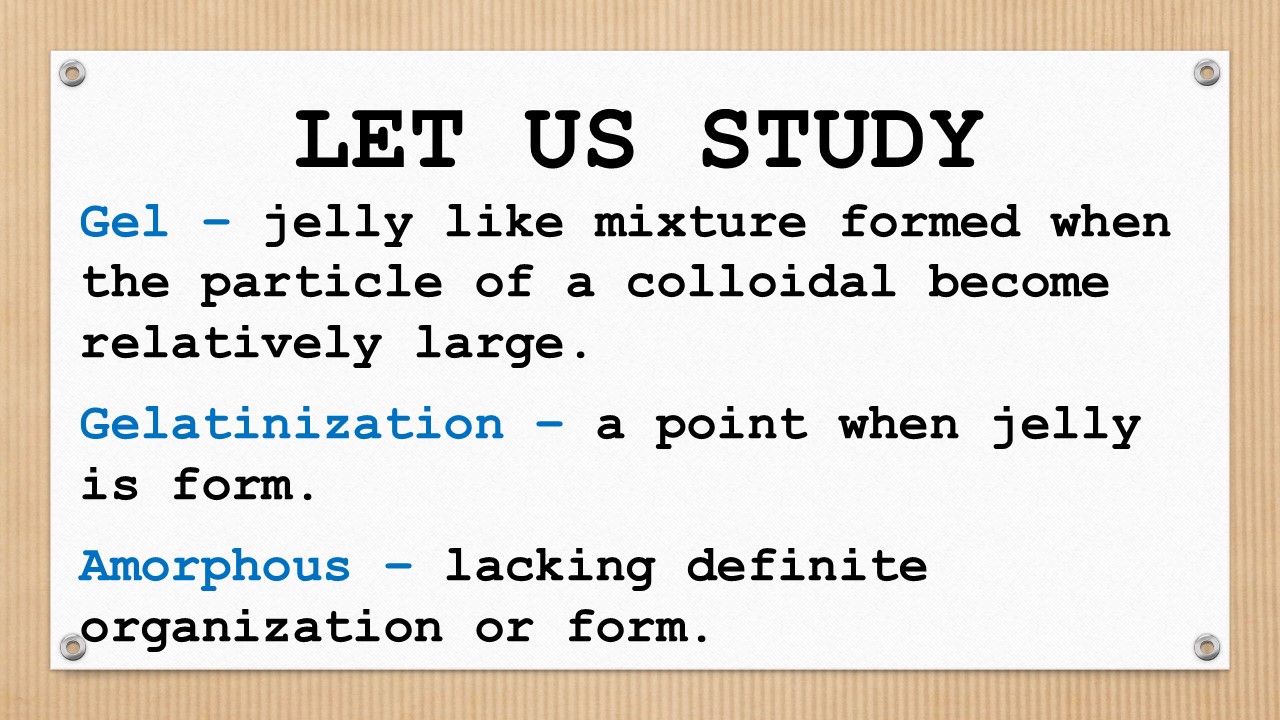 LET US STUDY
Gel – jelly like mixture formed when
the particle of a colloidal become
relatively large.
Gelatinization – a point when jelly
is form.
Amorphous – lacking definite
organization or form.